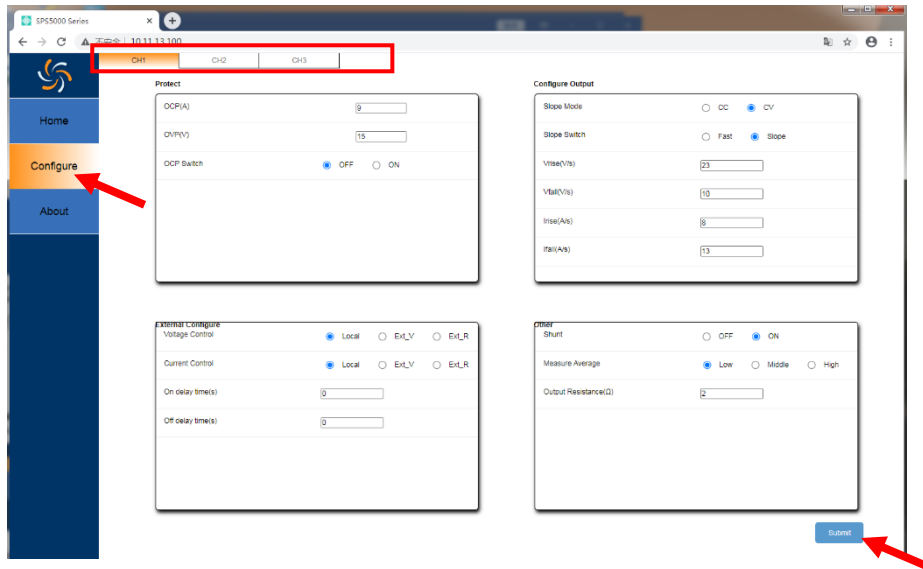 SPS5000 Series
不安全 10.11.13.100
CH1 CH2 CH3
Home
Configure
About
Protect
OCP(A) 9
OVP(V) 15
OCP Switch OFF ON
Configure Output
Slope Mode CC CV
Slope Switch Fast Slope
Vrise(V/s) 23
Vfall(V/s) 10
Irise(A/s) 8
Ifall(A/s) 13
External Configure
Voltage Control Local Ext_V Ext_R
Current Control Local Ext_V Ext_R
On delay time(s) 0
Off delay time(s) 0
Other
Shunt OFF ON
Measure Average Low Middle High
Output Resistance(Ω) 2
Submit